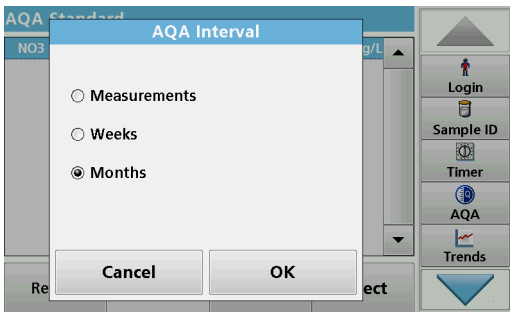 AQA Standard
AQA Interval
NO3
g/L
Measurements
Weeks
Months
Cancel
OK
Re
ect
Login
Sample ID
Timer
AQA
Trends